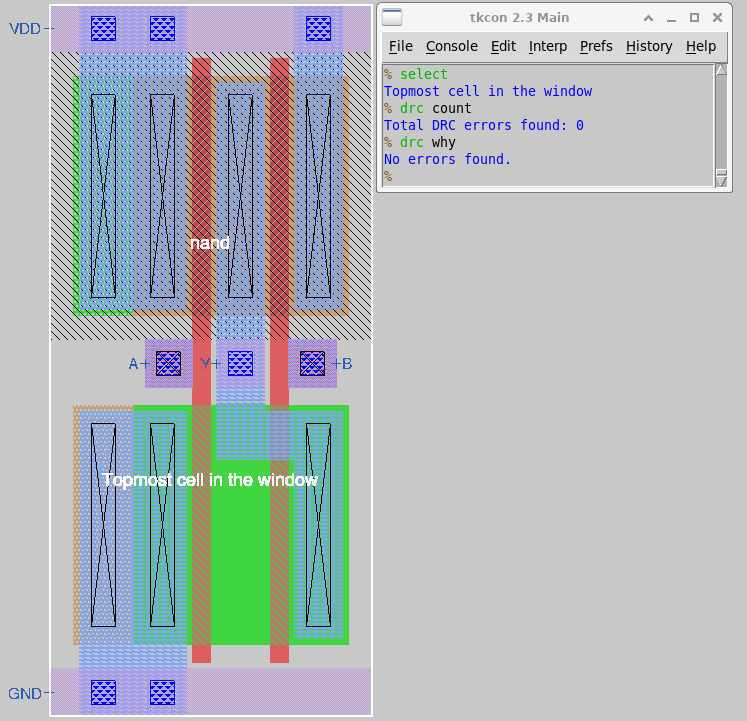 VDD
nand
A
Y
B
Topmost cell in the window
GND
tkcon 2.3 Main
File Console Edit Interp Prefs History Help
% select
Topmost cell in the window
% drc count
Total DRC errors found: 0
% drc why
No errors found.
%